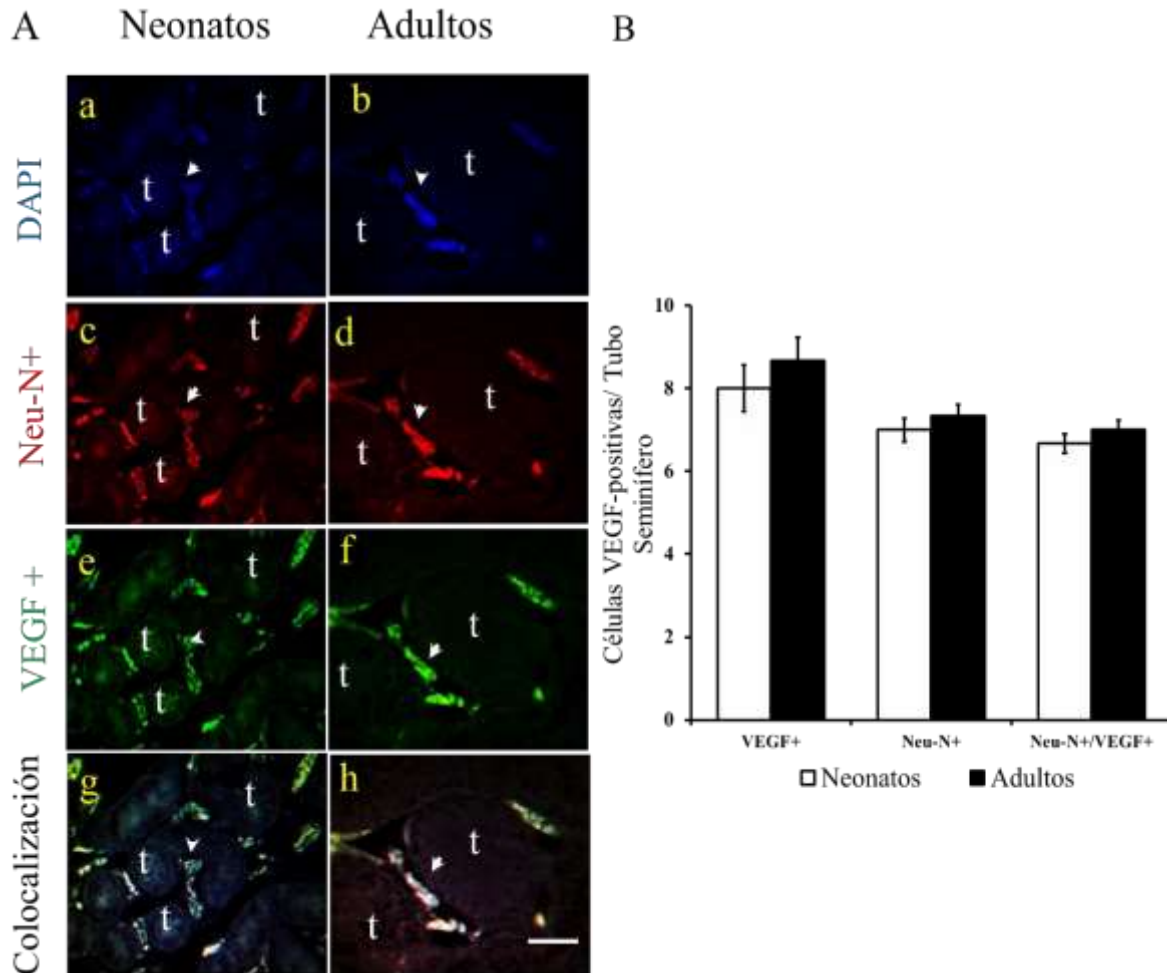 A
Neonatos
Adultos
B
DAPI
Neu-N+
VEGF +
Colocalización
a
t
t
t
b
t
t
c
t
t
t
d
t
t
e
t
t
t
f
t
t
g
t
t
t
h
t
t
Células VEGF-positivas/ Tubo
Seminífero
10
8
6
4
2
0
VEGF+
Neu-N+
Neu-N+/VEGF+
Neonatos
Adultos